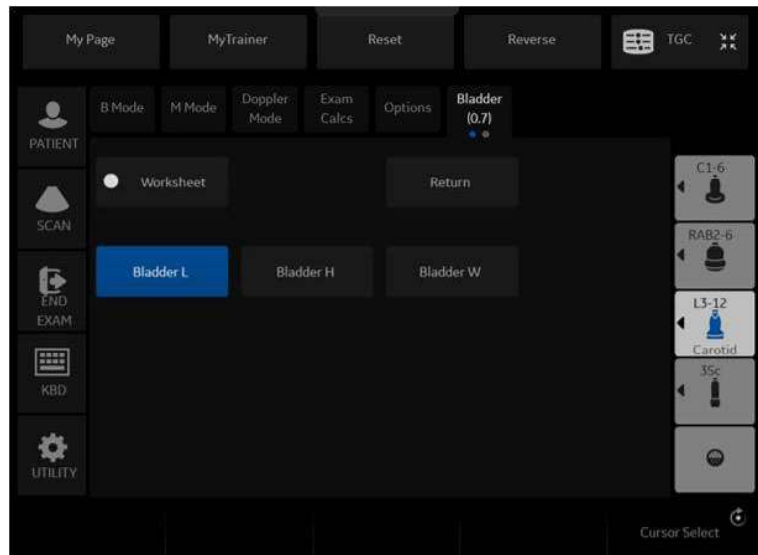 My Page
MyTrainer
Reset
Reverse
TGC
PATIENT
B Mode
M Mode
Doppler
Mode
Exam
Calcs
Options
Bladder
(0.7)
SCAN
Worksheet
Return
C1-6
RAB2-6
END
EXAM
Bladder L
Bladder H
Bladder W
L3-12
Carotid
KBD
3Sc
UTILITY
Cursor Select